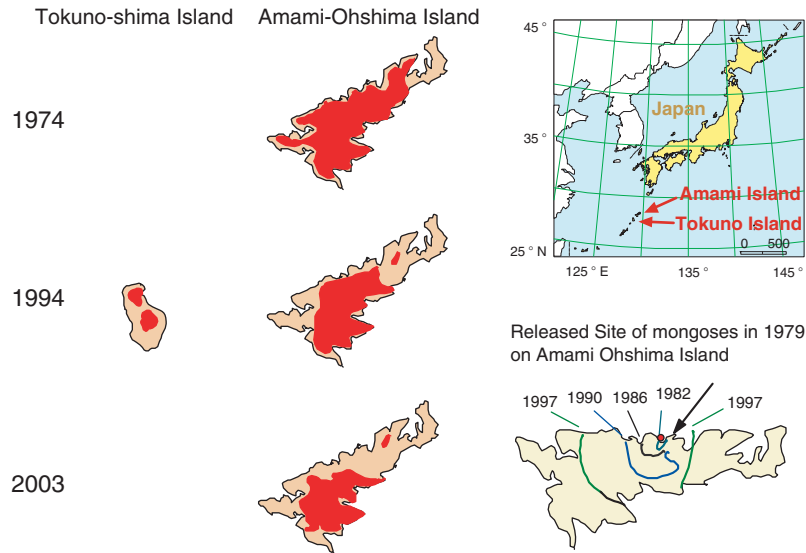 Tokuno-shima Island
Amami-Ohshima Island
1974
1994
2003
45 °
35 °
25 ° N
125 ° E
135 °
145 °
Japan
Amami Island
Tokuno Island
0 500
Released Site of mongoses in 1979
on Amami Ohshima Island
1997
1990
1986
1982
1997